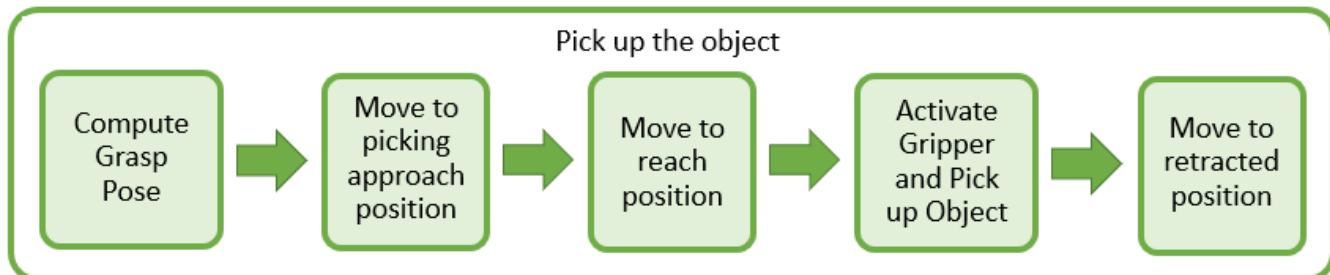 Pick up the object
Compute
Grasp
Pose
Move to
picking
approach
position
Move to
reach
position
Activate
Gripper
and Pick
up Object
Move to
retracted
position